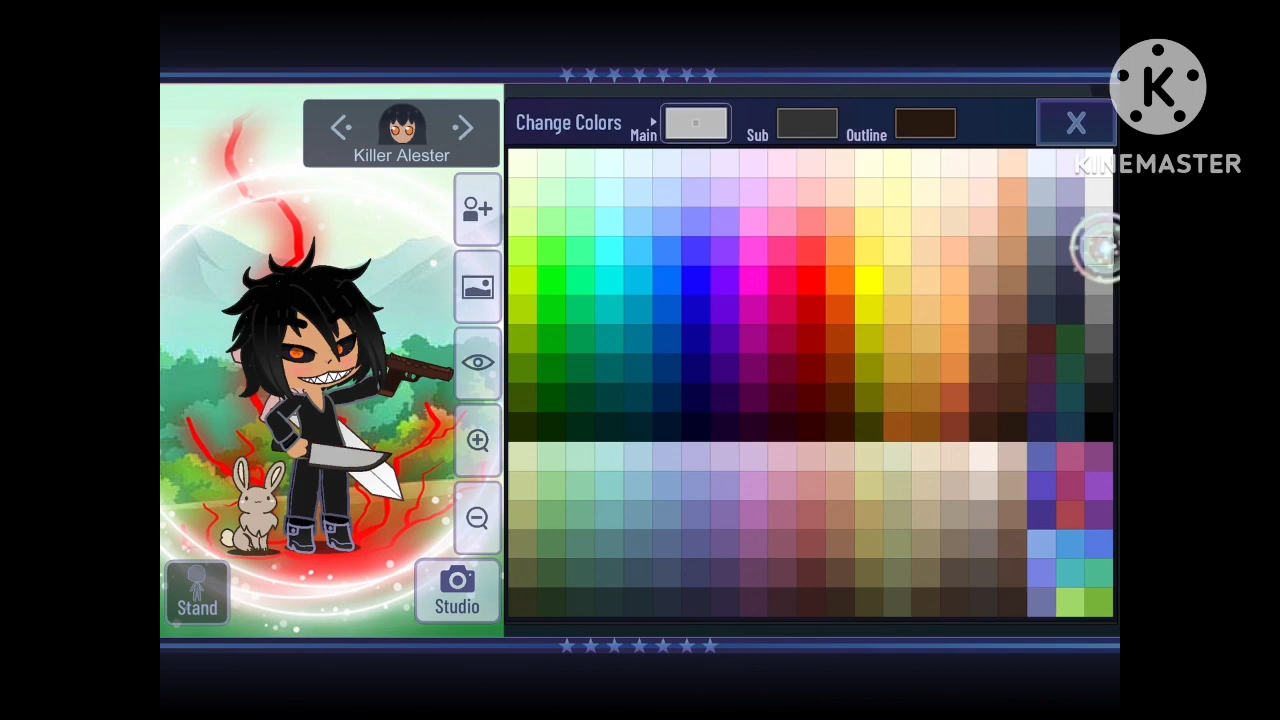 Change Colors
Main
Sub
Outline
X
Killer Alester
K
KINEMASTER
Stand
Studio